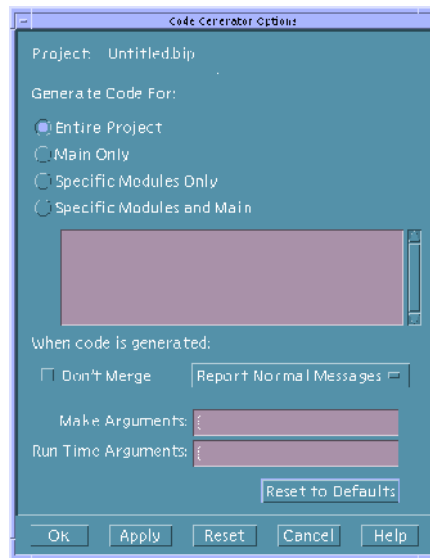 Code Generator Options
Project: Untitled.bip
Generate Code For:
Entire Project
Main Only
Specific Modules Only
Specific Modules and Main
When code is generated:
Don't Merge
Report Normal Messages
Make Arguments:
Run Time Arguments:
Reset to Defaults
OK Apply Reset Cancel Help